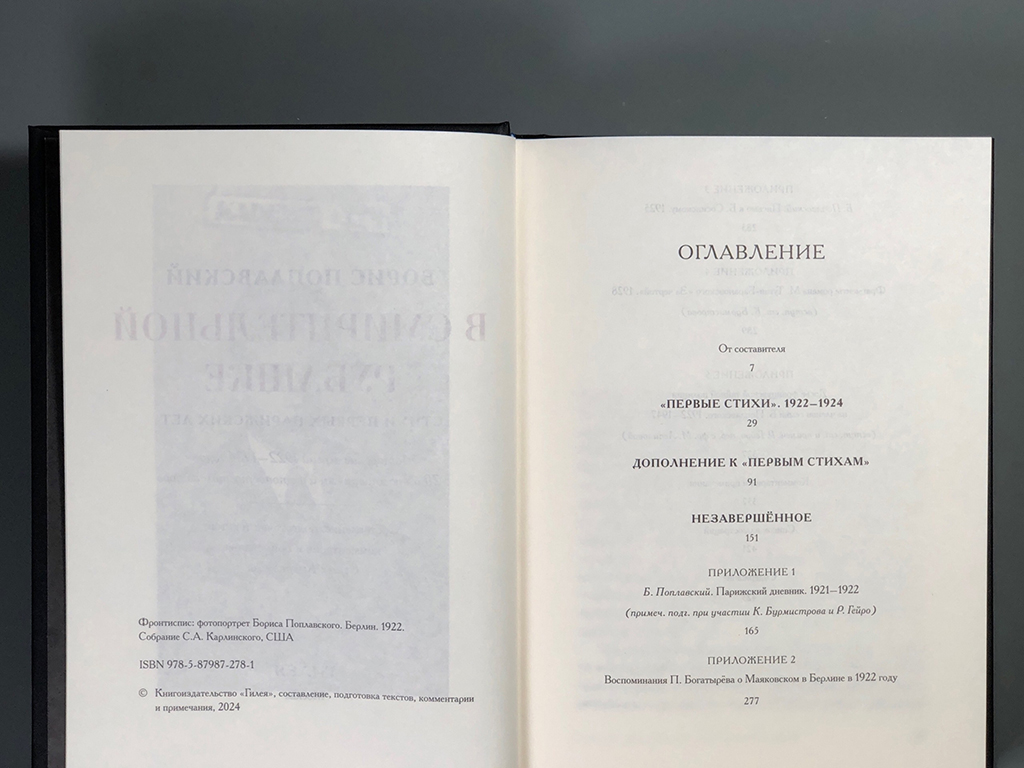 Фронтиспис: фотопортрет Бориса Поплавского. Берлин. 1922.
Собрание С.А. Карлинского, США
ISBN 978-5-87987-278-1
© Книгоиздательство «Гилея», составление, подготовка текстов, комментарии
и примечания, 2024
ОГЛАВЛЕНИЕ
От составителя
7
«ПЕРВЫЕ СТИХИ». 1922–1924
29
ДОПОЛНЕНИЕ К «ПЕРВЫМ СТИХАМ»
91
НЕЗАВЕРШЁННОЕ
151
ПРИЛОЖЕНИЕ 1
Б. Поплавский. Парижский дневник. 1921–1922
(примеч. подг. при участии К. Бурмистрова и Р. Гейро)
165
ПРИЛОЖЕНИЕ 2
Воспоминания П. Богатырёва о Маяковском в Берлине в 1922 году
277